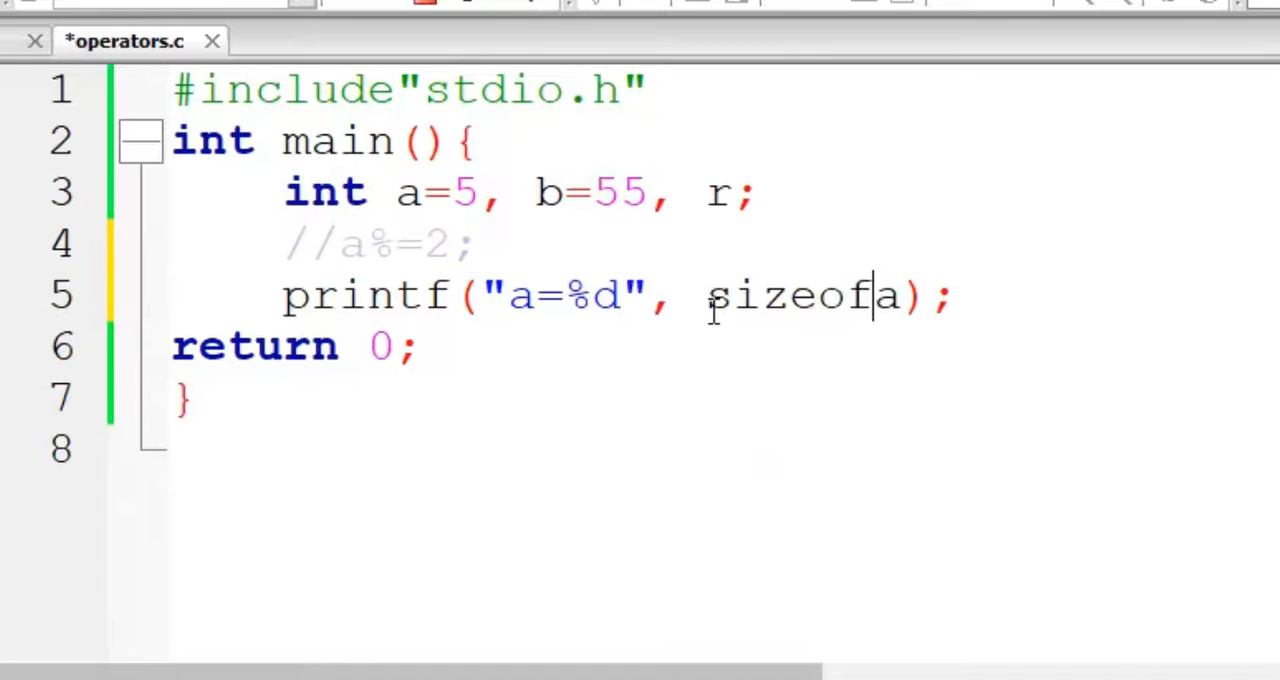 *operators.c
1 #include"stdio.h"
2 int main(){
3 int a=5, b=55, r;
4 //a%=2;
5 printf("a=%d", sizeofa);
6 return 0;
7 }
8